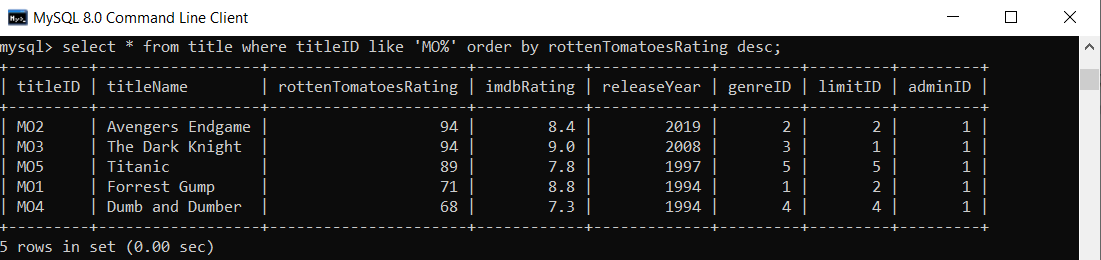 MySQL 8.0 Command Line Client
mysql> select * from title where titleID like 'MO%' order by rottenTomatoesRating desc;
+---------+-------------------+----------------------+------------+-------------+---------+---------+---------+
| titleID | titleName         | rottenTomatoesRating | imdbRating | releaseYear | genreID | limitID | adminID |
+---------+-------------------+----------------------+------------+-------------+---------+---------+---------+
| MO2     | Avengers Endgame  |                   94 |        8.4 |        2019 |       2 |       2 |       1 |
| MO3     | The Dark Knight   |                   94 |        9.0 |        2008 |       3 |       1 |       1 |
| MO5     | Titanic           |                   89 |        7.8 |        1997 |       5 |       5 |       1 |
| MO1     | Forrest Gump      |                   71 |        8.8 |        1994 |       1 |       2 |       1 |
| MO4     | Dumb and Dumber   |                   68 |        7.3 |        1994 |       4 |       4 |       1 |
+---------+-------------------+----------------------+------------+-------------+---------+---------+---------+
5 rows in set (0.00 sec)